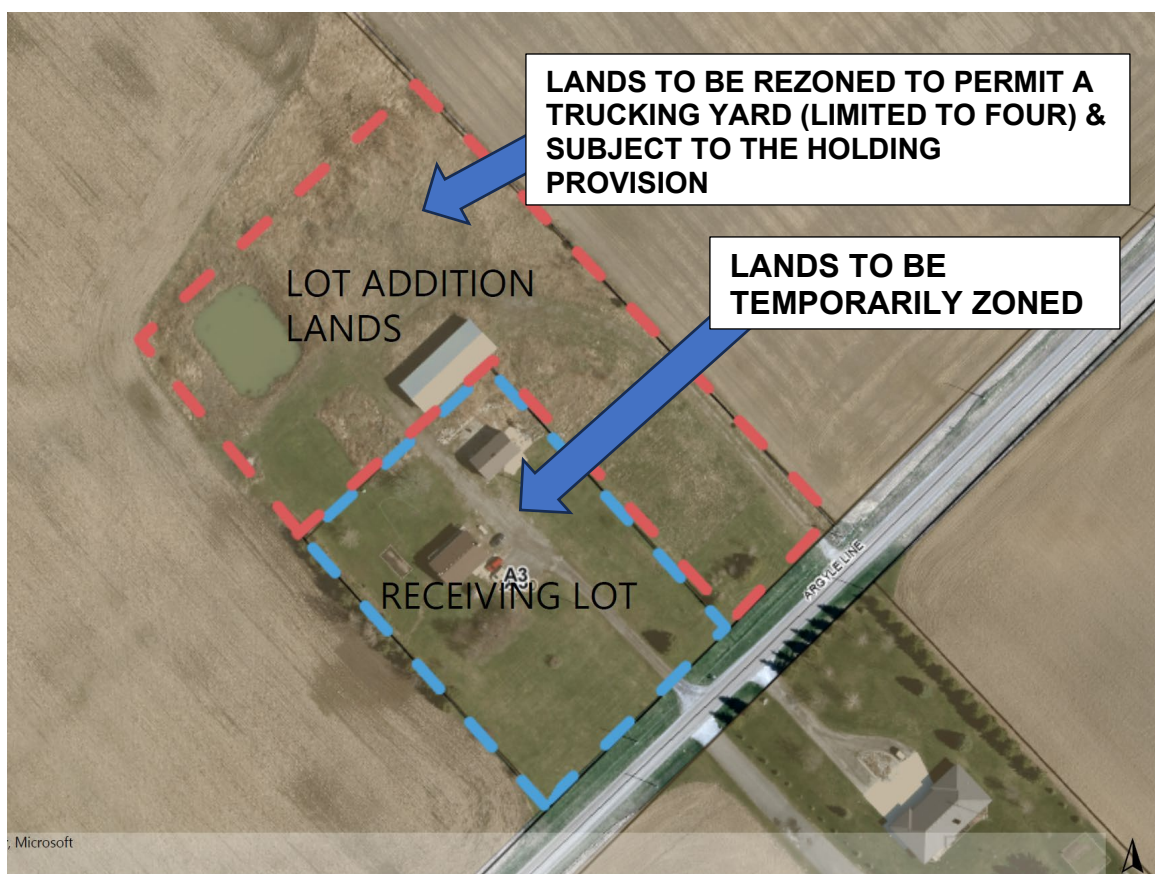 LANDS TO BE REZONED TO PERMIT A
TRUCKING YARD (LIMITED TO FOUR) &
SUBJECT TO THE HOLDING
PROVISION
LANDS TO BE
TEMPORARILY ZONED
LOT ADDITION
LANDS
A3
RECEIVING LOT
ARGYLE LINE
, Microsoft